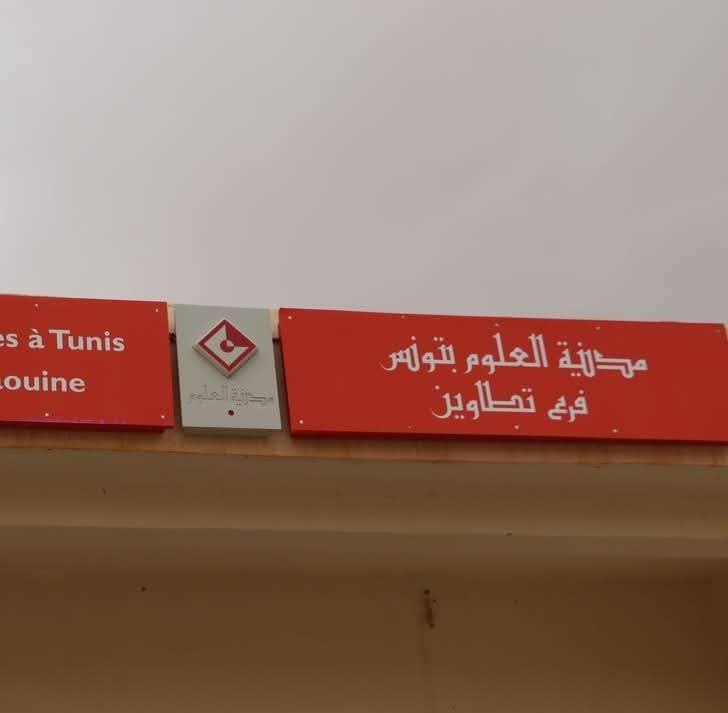 es à Tunis
aouine
مدينة العلوم
مدينة العلوم بتونس
فرع تطاوين